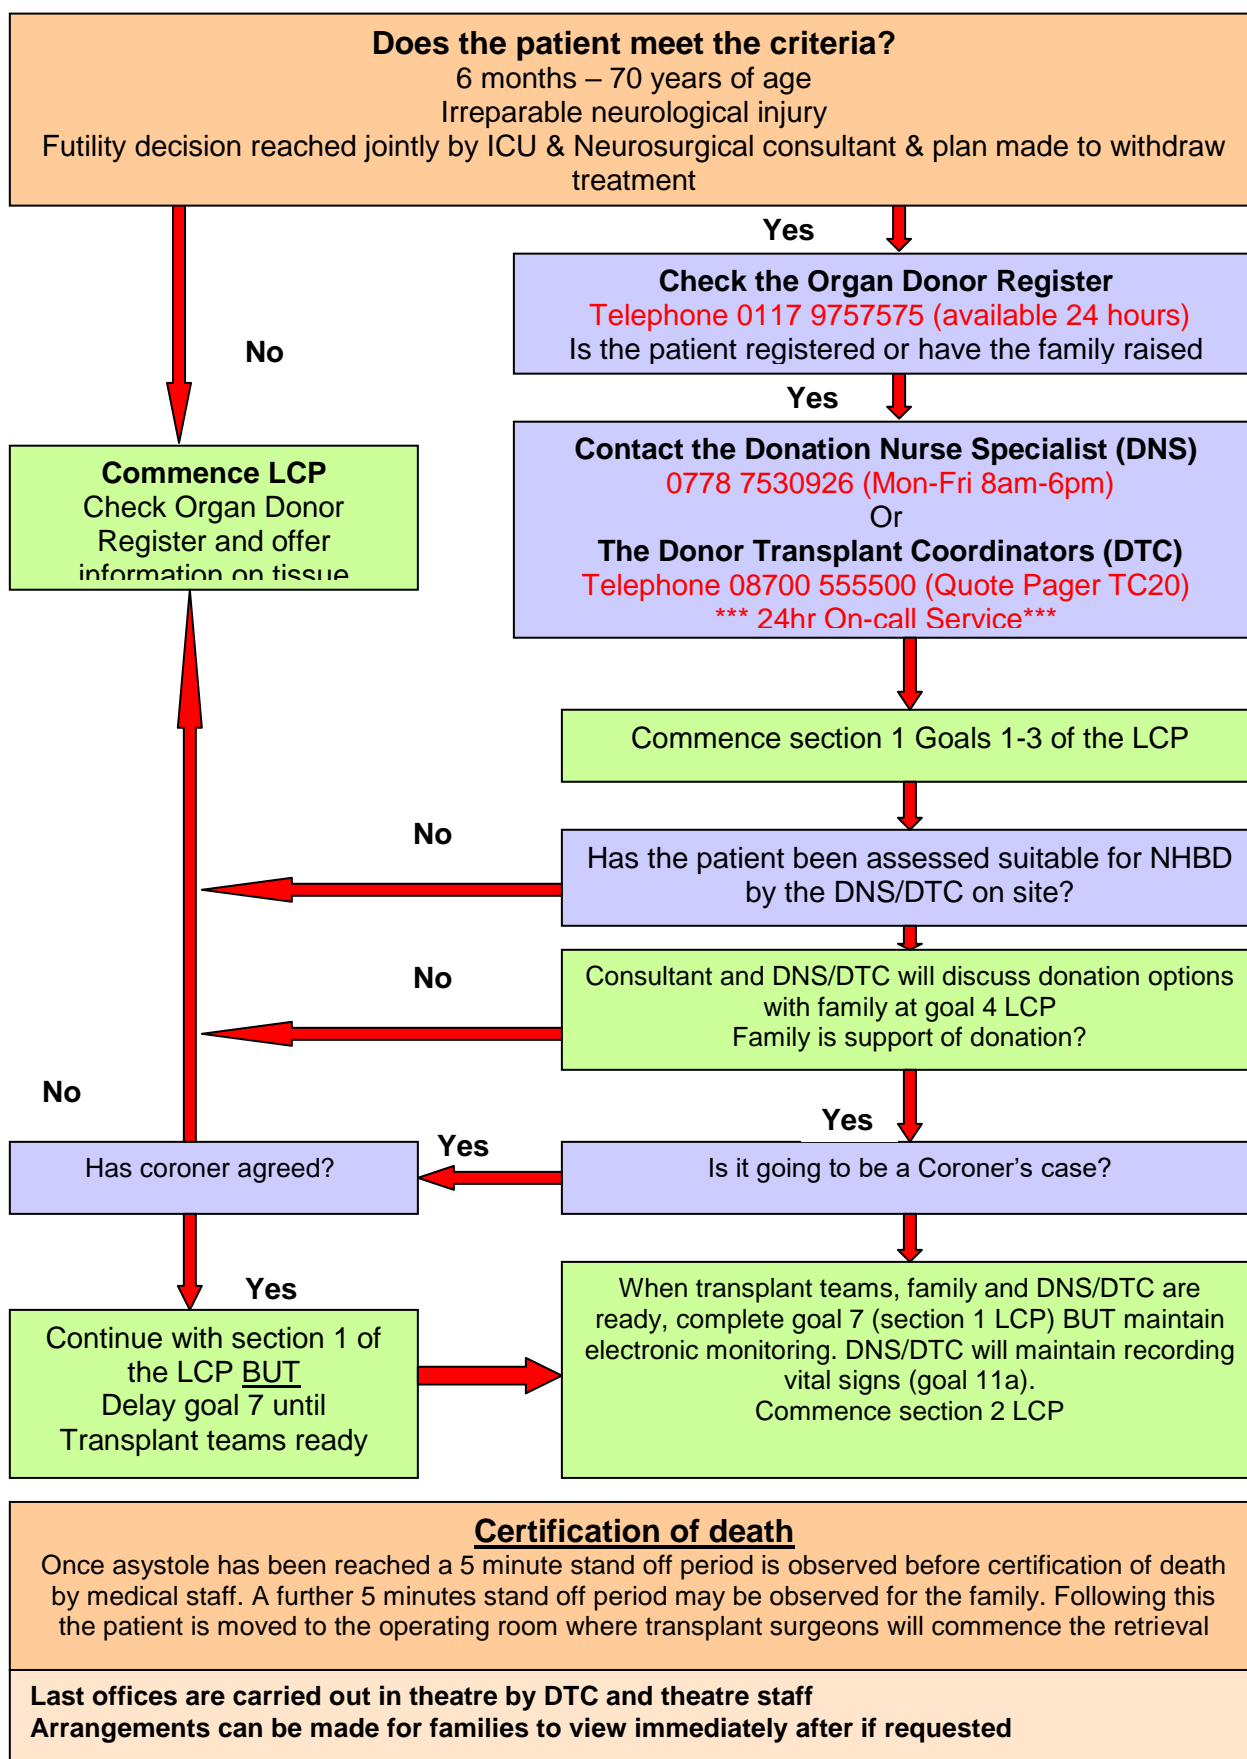 Does the patient meet the criteria?
6 months – 70 years of age
Irreparable neurological injury
Futility decision reached jointly by ICU & Neurosurgical consultant & plan made to withdraw
treatment
Yes
Check the Organ Donor Register
Telephone 0117 9757575 (available 24 hours)
Is the patient registered or have the family raised
No
Yes
Commence LCP
Check Organ Donor
Register and offer
information on tissue
Contact the Donation Nurse Specialist (DNS)
0778 7530926 (Mon-Fri 8am-6pm)
Or
The Donor Transplant Coordinators (DTC)
Telephone 08700 555500 (Quote Pager TC20)
*** 24hr On-call Service***
Commence section 1 Goals 1-3 of the LCP
No
Has the patient been assessed suitable for NHBD
by the DNS/DTC on site?
No
Consultant and DNS/DTC will discuss donation options
with family at goal 4 LCP
Family is support of donation?
No
Yes
Has coroner agreed?
Yes
Is it going to be a Coroner’s case?
Yes
Continue with section 1 of
the LCP BUT
Delay goal 7 until
Transplant teams ready
When transplant teams, family and DNS/DTC are
ready, complete goal 7 (section 1 LCP) BUT maintain
electronic monitoring. DNS/DTC will maintain recording
vital signs (goal 11a).
Commence section 2 LCP
Certification of death
Once asystole has been reached a 5 minute stand off period is observed before certification of death
by medical staff. A further 5 minutes stand off period may be observed for the family. Following this
the patient is moved to the operating room where transplant surgeons will commence the retrieval
Last offices are carried out in theatre by DTC and theatre staff
Arrangements can be made for families to view immediately after if requested